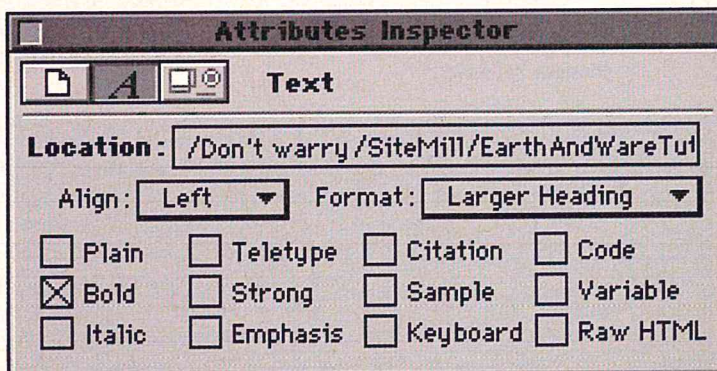 Attributes Inspector
A Text
Location: /Don't warry/SiteMill/EarthAndWareTut
Align: Left Format: Larger Heading
Plain Teletype Citation Code
Bold Strong Sample Variable
Italic Emphasis Keyboard Raw HTML